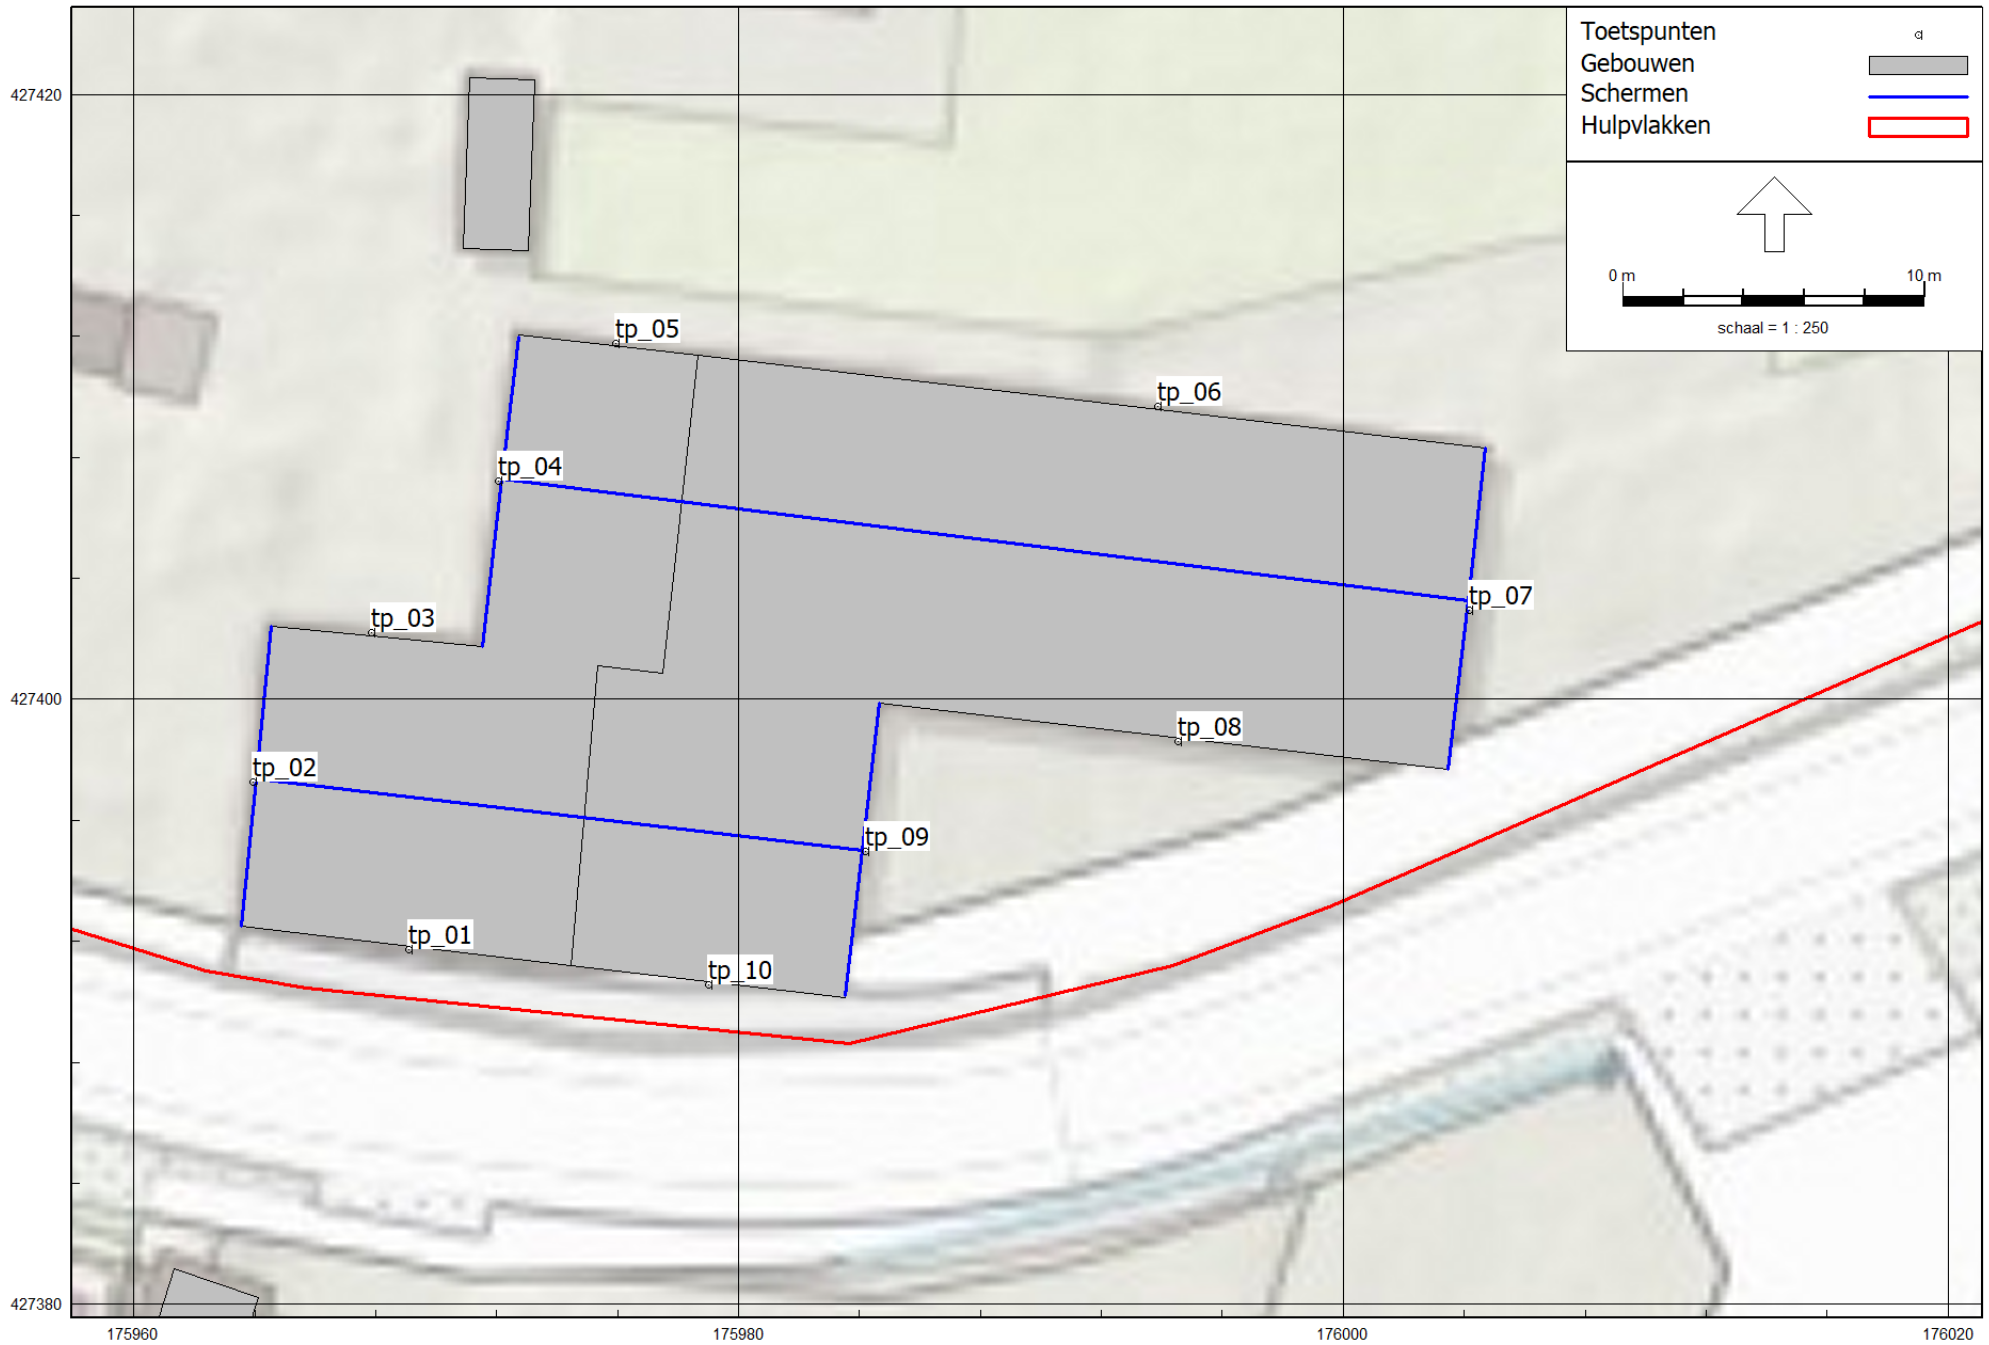 Toetspunten
Gebouwen
Schermen
Hulpvlakken
0 m 10 m
schaal = 1 : 250
427420
tp_05
tp_06
tp_04
tp_07
tp_03
427400
tp_08
tp_02
tp_09
tp_01
tp_10
427380
175960 175980 176000 176020